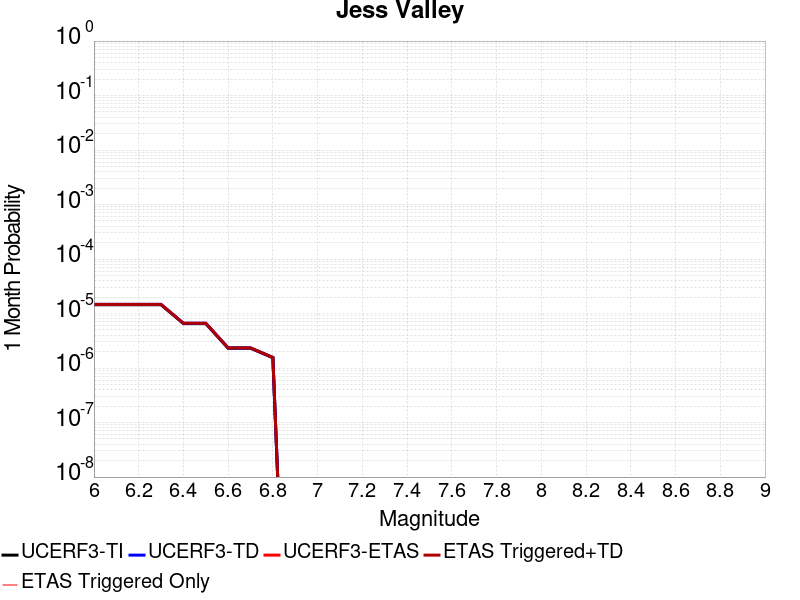 Jess Valley
1 Month Probability
10^0
10^-1
10^-2
10^-3
10^-4
10^-5
10^-6
10^-7
10^-8
6 6.2 6.4 6.6 6.8 7 7.2 7.4 7.6 7.8 8 8.2 8.4 8.6 8.8 9
Magnitude
UCERF3-TI UCERF3-TD UCERF3-ETAS ETAS Triggered+TD
ETAS Triggered Only